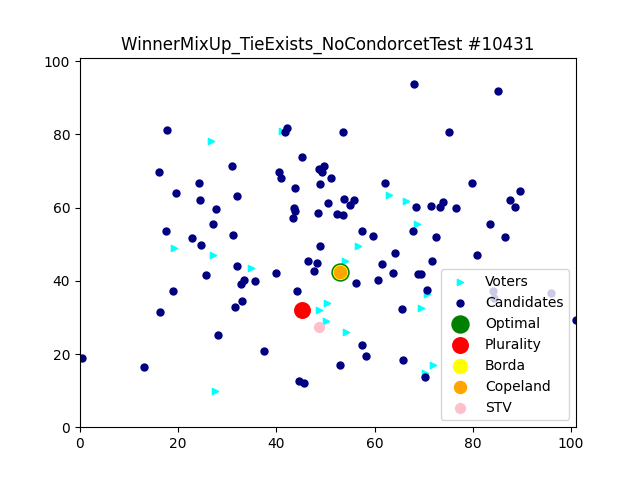 WinnerMixUp_TieExists_NoCondorcetTest #10431
100
80
60
40
20
0
0 20 40 60 80 100
Voters
Candidates
Optimal
Plurality
Borda
Copeland
STV